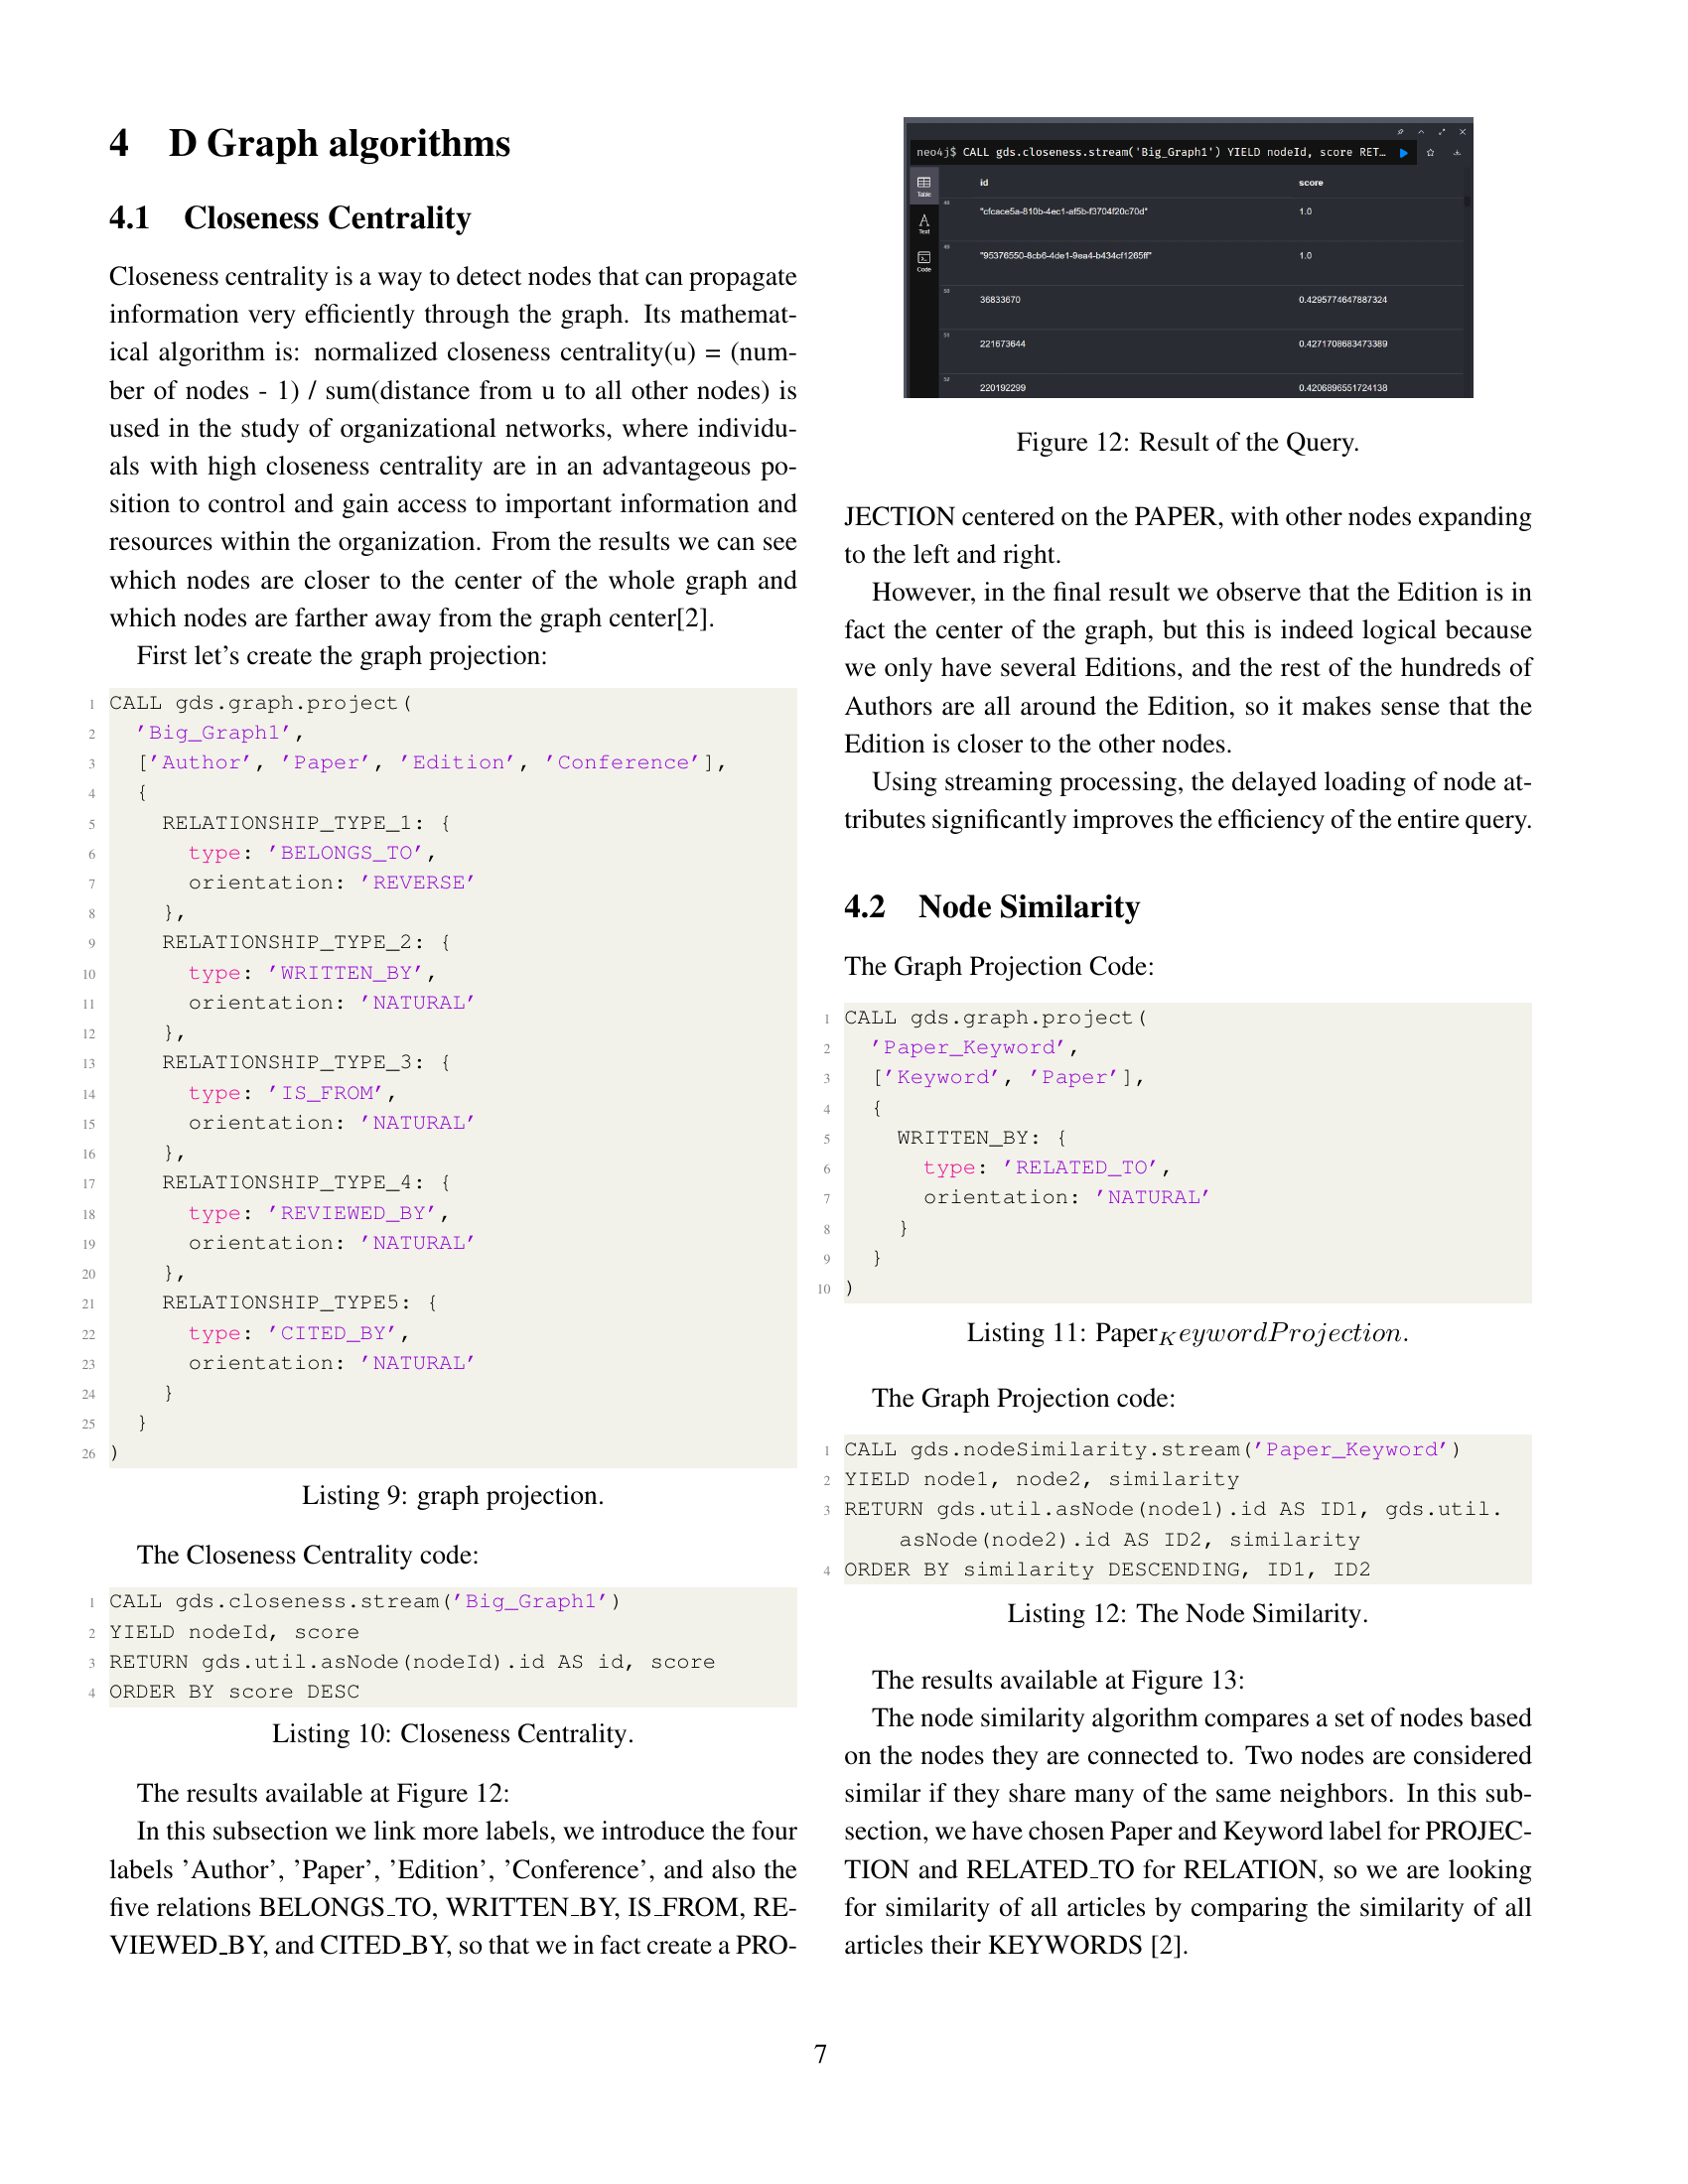 4 D Graph algorithms
4.1 Closeness Centrality
Closeness centrality is a way to detect nodes that can propagate
information very efficiently through the graph. Its mathemat-
ical algorithm is: normalized closeness centrality(u) = (num-
ber of nodes - 1) / sum(distance from u to all other nodes) is
used in the study of organizational networks, where individu-
als with high closeness centrality are in an advantageous po-
sition to control and gain access to important information and
resources within the organization. From the results we can see
which nodes are closer to the center of the whole graph and
which nodes are farther away from the graph center[2].
First let's create the graph projection:
1 CALL gds.graph.project(
2 'Big_Graph1',
3 ['Author', 'Paper', 'Edition', 'Conference'],
4 {
5 RELATIONSHIP_TYPE_1: {
6 type: 'BELONGS_TO',
7 orientation: 'REVERSE'
8 },
9 RELATIONSHIP_TYPE_2: {
10 type: 'WRITTEN_BY',
11 orientation: 'NATURAL'
12 },
13 RELATIONSHIP_TYPE_3: {
14 type: 'IS_FROM',
15 orientation: 'NATURAL'
16 },
17 RELATIONSHIP_TYPE_4: {
18 type: 'REVIEWED_BY',
19 orientation: 'NATURAL'
20 },
21 RELATIONSHIP_TYPE5: {
22 type: 'CITED_BY',
23 orientation: 'NATURAL'
24 }
25 }
26 )
Listing 9: graph projection.
The Closeness Centrality code:
1 CALL gds.closeness.stream('Big_Graph1')
2 YIELD nodeId, score
3 RETURN gds.util.asNode(nodeId).id AS id, score
4 ORDER BY score DESC
Listing 10: Closeness Centrality.
The results available at Figure 12:
In this subsection we link more labels, we introduce the four
labels 'Author', 'Paper', 'Edition', 'Conference', and also the
five relations BELONGS_TO, WRITTEN_BY, IS_FROM, RE-
VIEWED_BY, and CITED_BY, so that we in fact create a PRO-
neo4j$ CALL gds.closeness.stream('Big_Graph1') YIELD nodeId, score RET…
Table
Text
Code
id score
48 "cfcace5a-810b-4ec1-af5b-f3704f20c70d" 1.0
49 "95376550-8cb6-4de1-9ea4-b434cf1265ff" 1.0
50 36833670 0.4295774647887324
51 221673644 0.4271708683473389
52 220192299 0.4206896551724138
Figure 12: Result of the Query.
JECTION centered on the PAPER, with other nodes expanding
to the left and right.
However, in the final result we observe that the Edition is in
fact the center of the graph, but this is indeed logical because
we only have several Editions, and the rest of the hundreds of
Authors are all around the Edition, so it makes sense that the
Edition is closer to the other nodes.
Using streaming processing, the delayed loading of node at-
tributes significantly improves the efficiency of the entire query.
4.2 Node Similarity
The Graph Projection Code:
1 CALL gds.graph.project(
2 'Paper_Keyword',
3 ['Keyword', 'Paper'],
4 {
5 WRITTEN_BY: {
6 type: 'RELATED_TO',
7 orientation: 'NATURAL'
8 }
9 }
10 )
Listing 11: Paper_KeywordProjection.
The Graph Projection code:
1 CALL gds.nodeSimilarity.stream('Paper_Keyword')
2 YIELD node1, node2, similarity
3 RETURN gds.util.asNode(node1).id AS ID1, gds.util.
asNode(node2).id AS ID2, similarity
4 ORDER BY similarity DESCENDING, ID1, ID2
Listing 12: The Node Similarity.
The results available at Figure 13:
The node similarity algorithm compares a set of nodes based
on the nodes they are connected to. Two nodes are considered
similar if they share many of the same neighbors. In this sub-
section, we have chosen Paper and Keyword label for PROJEC-
TION and RELATED_TO for RELATION, so we are looking
for similarity of all articles by comparing the similarity of all
articles their KEYWORDS [2].
7